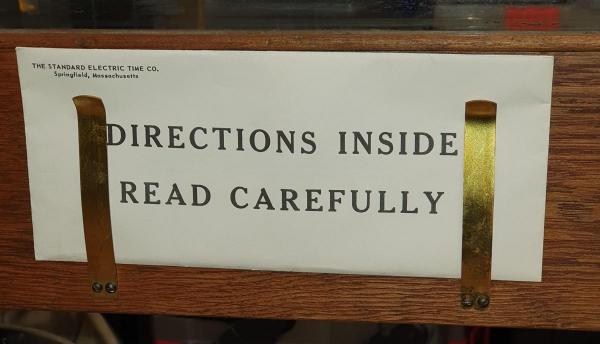 THE STANDARD ELECTRIC TIME CO.
Springfield, Massachusetts
DIRECTIONS INSIDE
READ CAREFULLY